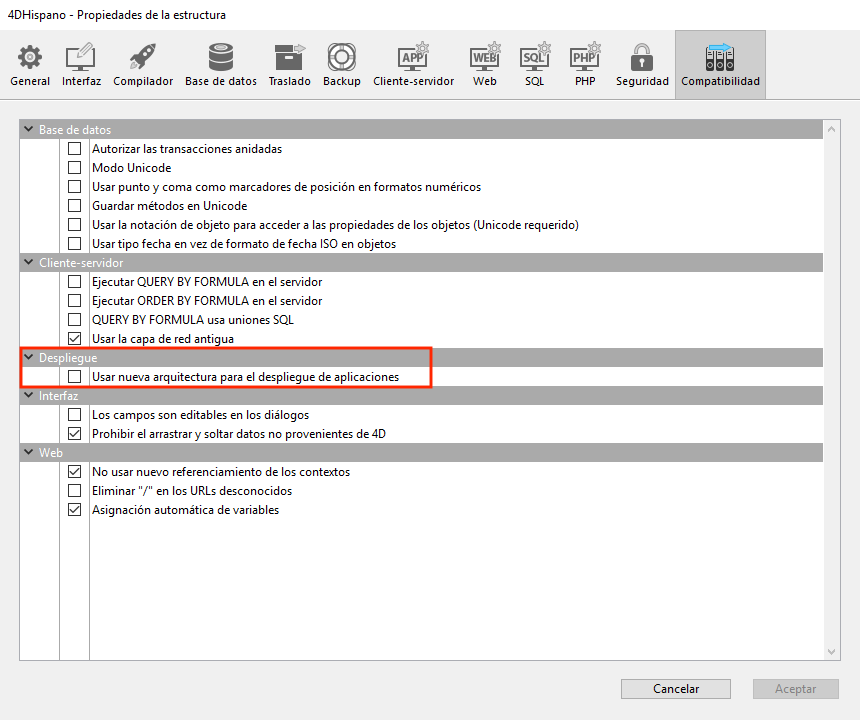 4DHispano - Propiedades de la estructura
General Interfaz Compilador Base de datos Traslado Backup Cliente-servidor Web SQL PHP Seguridad Compatibilidad
APP WEB SQL PHP
Base de datos
Autorizar las transacciones anidadas
Modo Unicode
Usar punto y coma como marcadores de posición en formatos numéricos
Guardar métodos en Unicode
Usar la notación de objeto para acceder a las propiedades de los objetos (Unicode requerido)
Usar tipo fecha en vez de formato de fecha ISO en objetos
Cliente-servidor
Ejecutar QUERY BY FORMULA en el servidor
Ejecutar ORDER BY FORMULA en el servidor
QUERY BY FORMULA usa uniones SQL
Usar la capa de red antigua
Despliegue
Usar nueva arquitectura para el despliegue de aplicaciones
Interfaz
Los campos son editables en los diálogos
Prohibir el arrastrar y soltar datos no provenientes de 4D
Web
No usar nuevo referenciamiento de los contextos
Eliminar "/" en los URLs desconocidos
Asignación automática de variables
Cancelar Aceptar